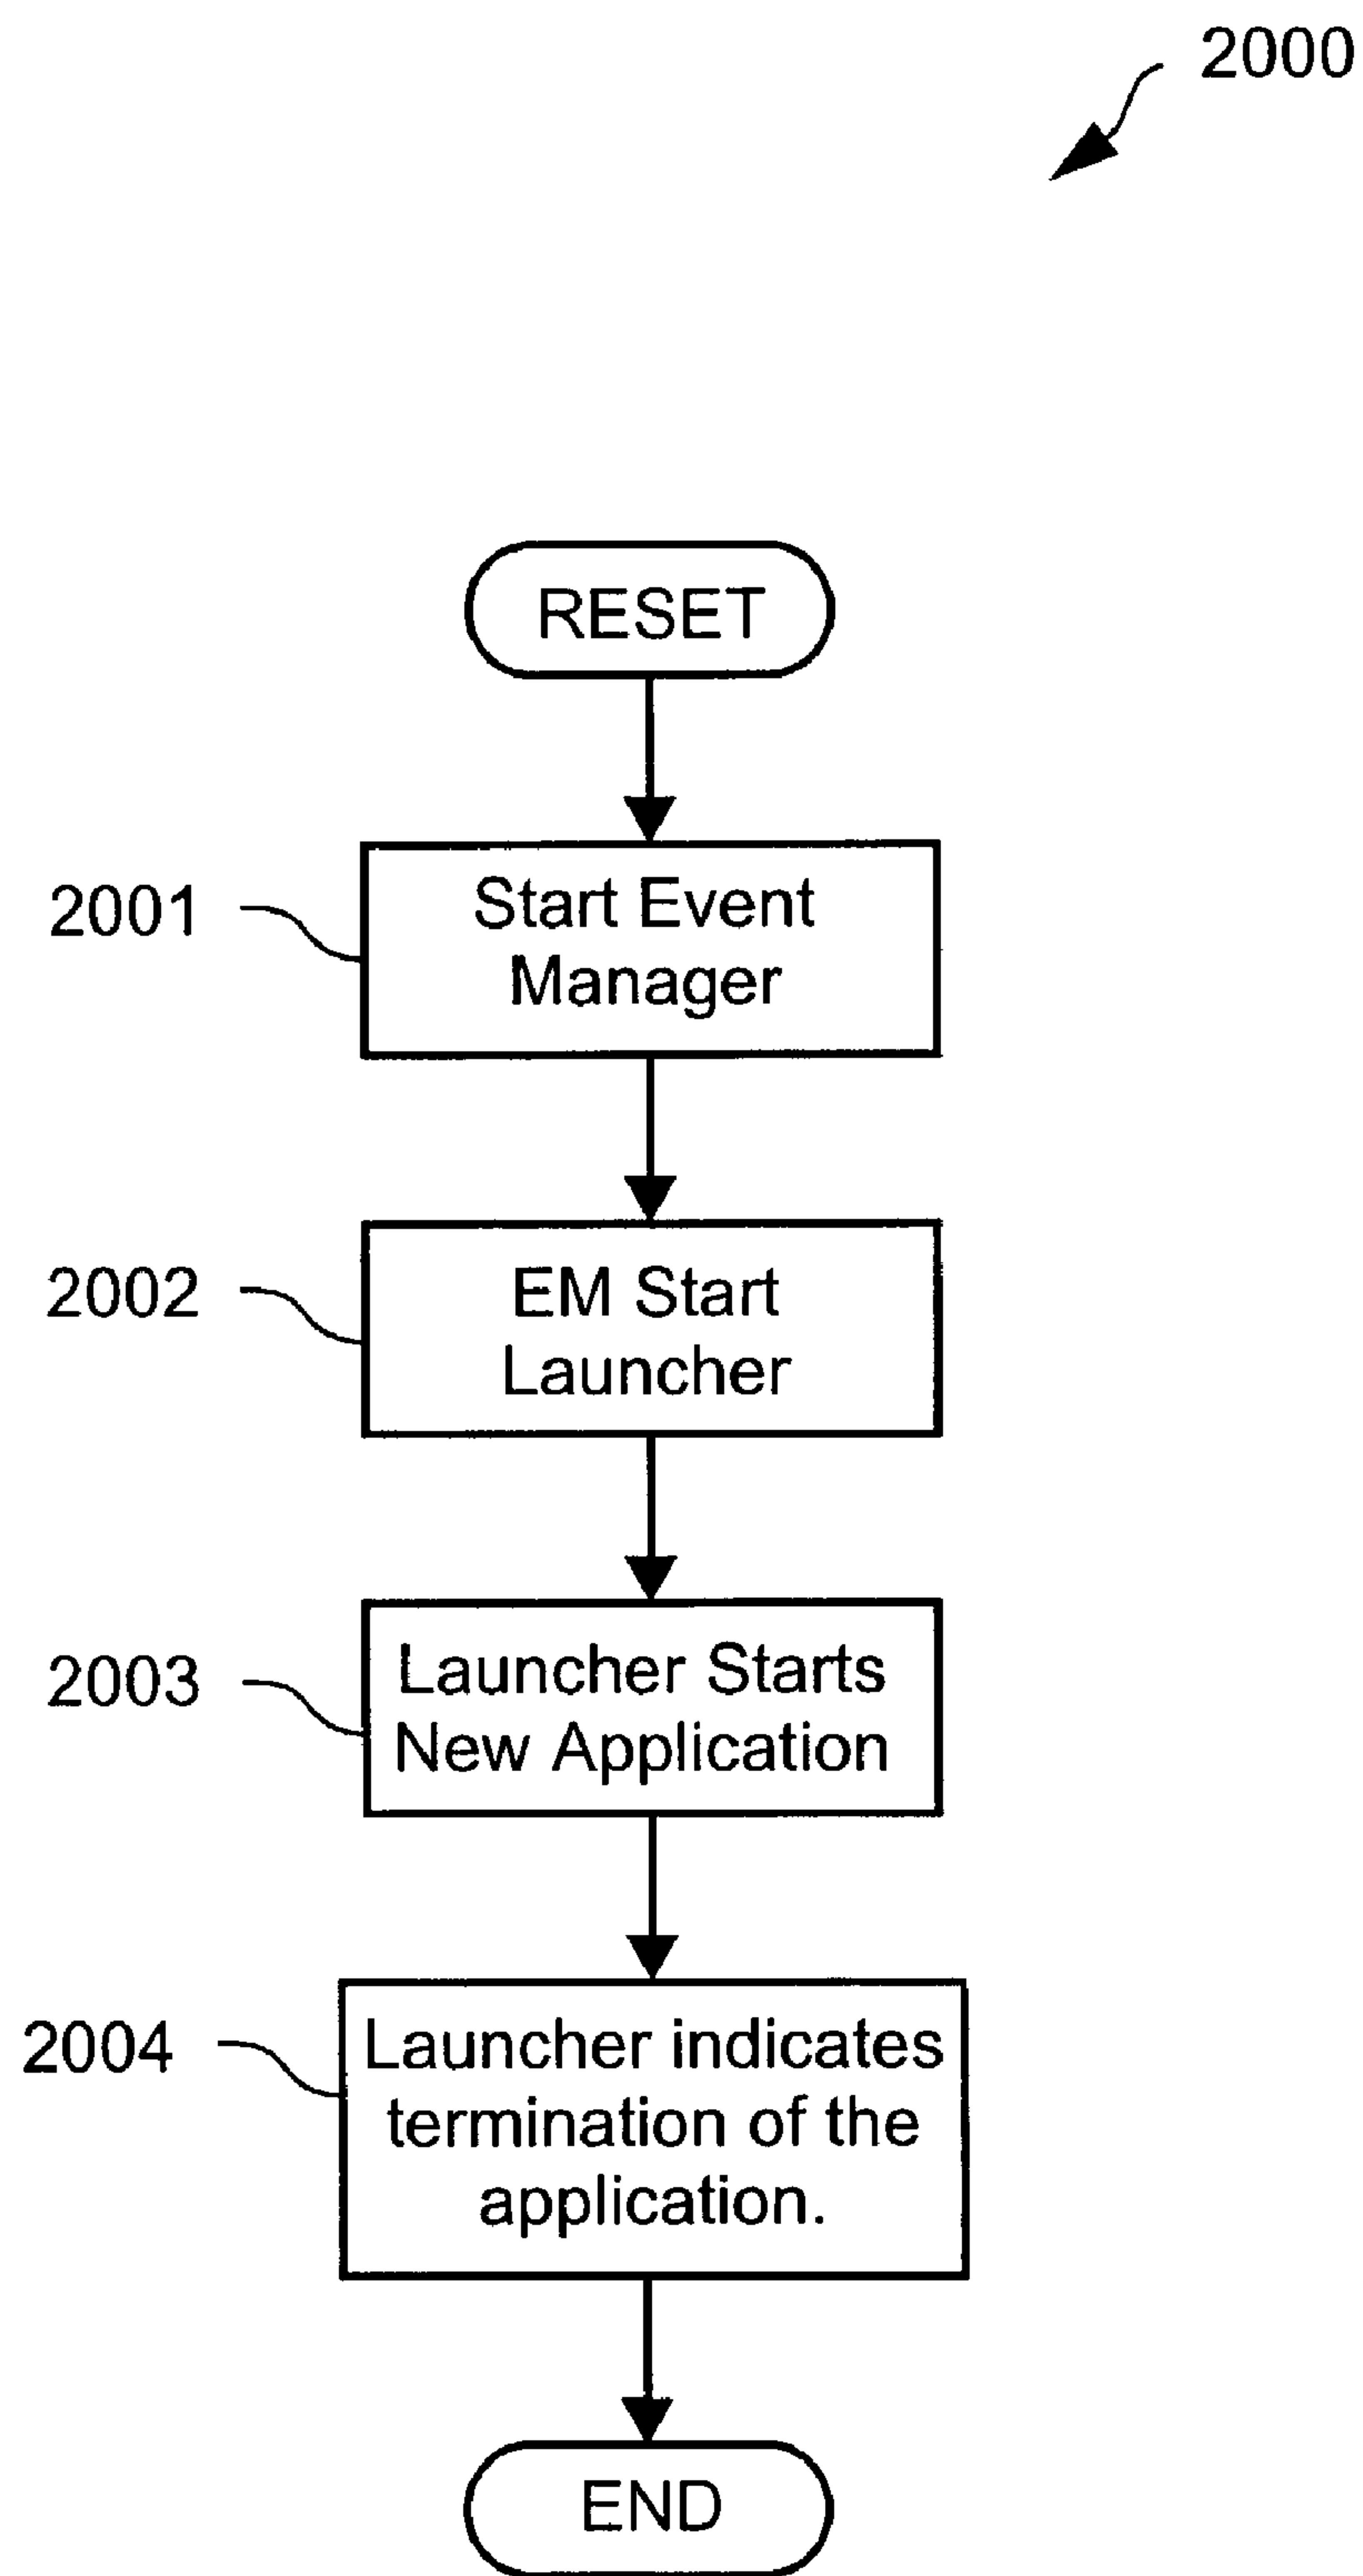 2000
RESET
2001
Start Event
Manager
2002
EM Start
Launcher
2003
Launcher Starts
New Application
2004
Launcher indicates
termination of the
application.
END